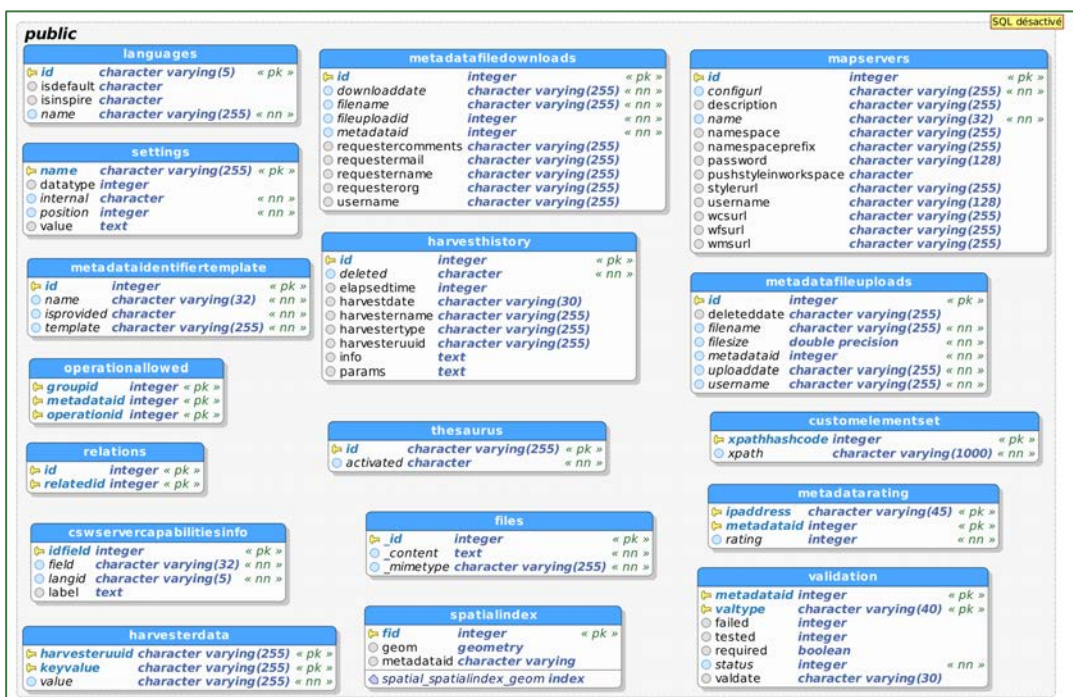 SQL désactivé
public
languages
id character varying(5) « pk »
isdefault character
isinspire character
name character varying(255) « nn »
settings
name character varying(255) « pk »
datatype integer
internal character « nn »
position integer « nn »
value text
metadataidentifiertemplate
id integer « pk »
name character varying(32) « nn »
isprovided character « nn »
template character varying(255) « nn »
operationallowed
groupid integer « pk »
metadataid integer « pk »
operationid integer « pk »
relations
id integer « pk »
relatedid integer « pk »
cswservercapabilitiesinfo
idfield integer « pk »
field character varying(32) « nn »
langid character varying(5) « nn »
label text
harvesterdata
harvesteruuid character varying(255) « pk »
keyvalue character varying(255) « pk »
value character varying(255) « nn »
metadatafiledownloads
id integer « pk »
downloaddate character varying(255) « nn »
filename character varying(255) « nn »
fileuploadid integer « nn »
metadataid integer « nn »
requestercomments character varying(255)
requestermail character varying(255)
requestername character varying(255)
requesterorg character varying(255)
username character varying(255)
harvesthistory
id integer « pk »
deleted character « nn »
elapsedtime integer
harvestdate character varying(30)
harvestername character varying(255)
harvestertype character varying(255)
harvesteruuid character varying(255)
info text
params text
thesaurus
id character varying(255) « pk »
activated character « nn »
files
_id integer « pk »
_content text « nn »
_mimetype character varying(255) « nn »
spatialindex
fid integer « pk »
geom geometry
metadataid character varying
spatial_spatialindex_geom index
mapservers
id integer « pk »
configurl character varying(255) « nn »
description character varying(255)
name character varying(32) « nn »
namespace character varying(255)
namespaceprefix character varying(255)
password character varying(128)
pushstyleinworkspace character
stylerurl character varying(255)
username character varying(128)
wcsurl character varying(255)
wfsurl character varying(255)
wmsurl character varying(255)
metadatafileuploads
id integer « pk »
deleteddate character varying(255)
filename character varying(255) « nn »
filesize double precision « nn »
metadataid integer « nn »
uploaddate character varying(255) « nn »
username character varying(255) « nn »
customelementset
xpathhashcode integer « pk »
xpath character varying(1000) « nn »
metadatarating
ipaddress character varying(45) « pk »
metadataid integer « pk »
rating integer « nn »
validation
metadataid integer « pk »
valtype character varying(40) « pk »
failed integer
tested integer
required boolean
status integer « nn »
valdate character varying(30)